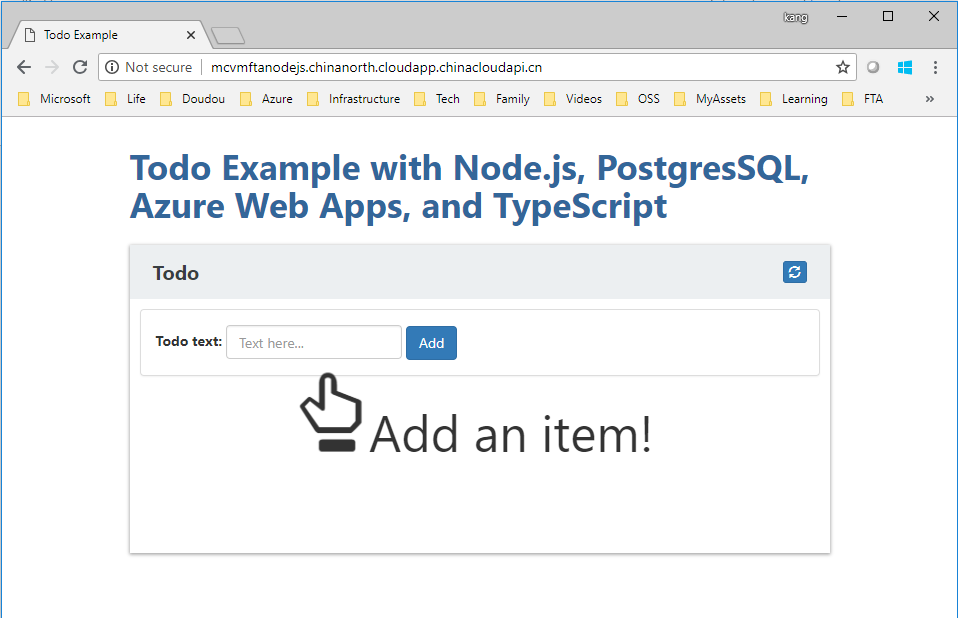 kang
Todo Example
Not secure mcvmftanodejs.chinanorth.cloudapp.chinacloudapi.cn
Microsoft Life Doudou Azure Infrastructure Tech Family Videos OSS MyAssets Learning FTA »
Todo Example with Node.js, PostgresSQL,
Azure Web Apps, and TypeScript
Todo
Todo text: Text here... Add
Add an item!